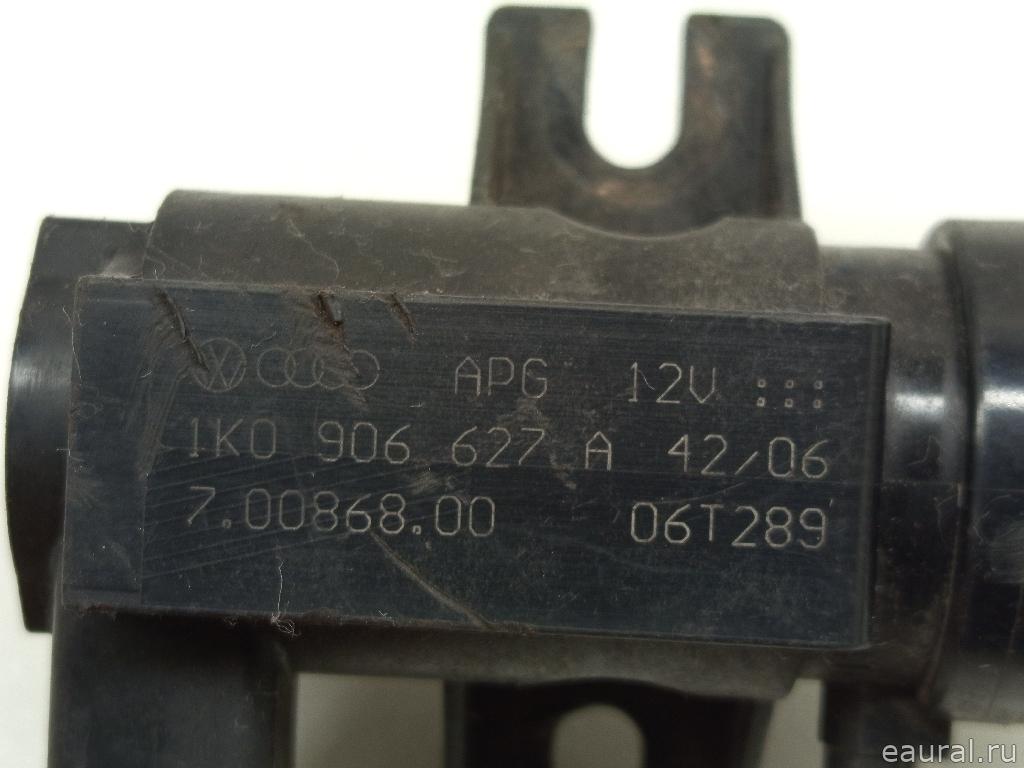 APG 12V
1K0 906 627 A 42/06
7.00868.00 06T289
eaural.ru